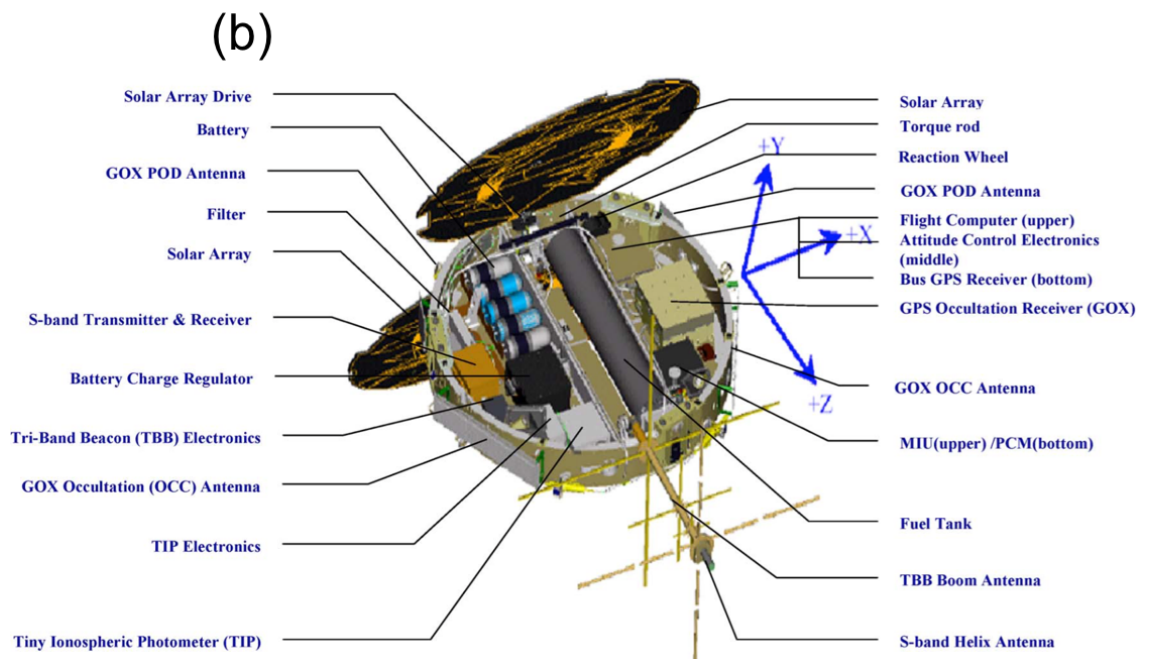 (b)
Solar Array Drive
Battery
GOX POD Antenna
Filter
Solar Array
S-band Transmitter & Receiver
Battery Charge Regulator
Tri-Band Beacon (TBB) Electronics
GOX Occultation (OCC) Antenna
TIP Electronics
Tiny Ionospheric Photometer (TIP)
Solar Array
Torque rod
Reaction Wheel
GOX POD Antenna
Flight Computer (upper)
Attitude Control Electronics
(middle)
Bus GPS Receiver (bottom)
GPS Occultation Receiver (GOX)
GOX OCC Antenna
MIU(upper) /PCM(bottom)
Fuel Tank
TBB Boom Antenna
S-band Helix Antenna
+Y
+X
+Z